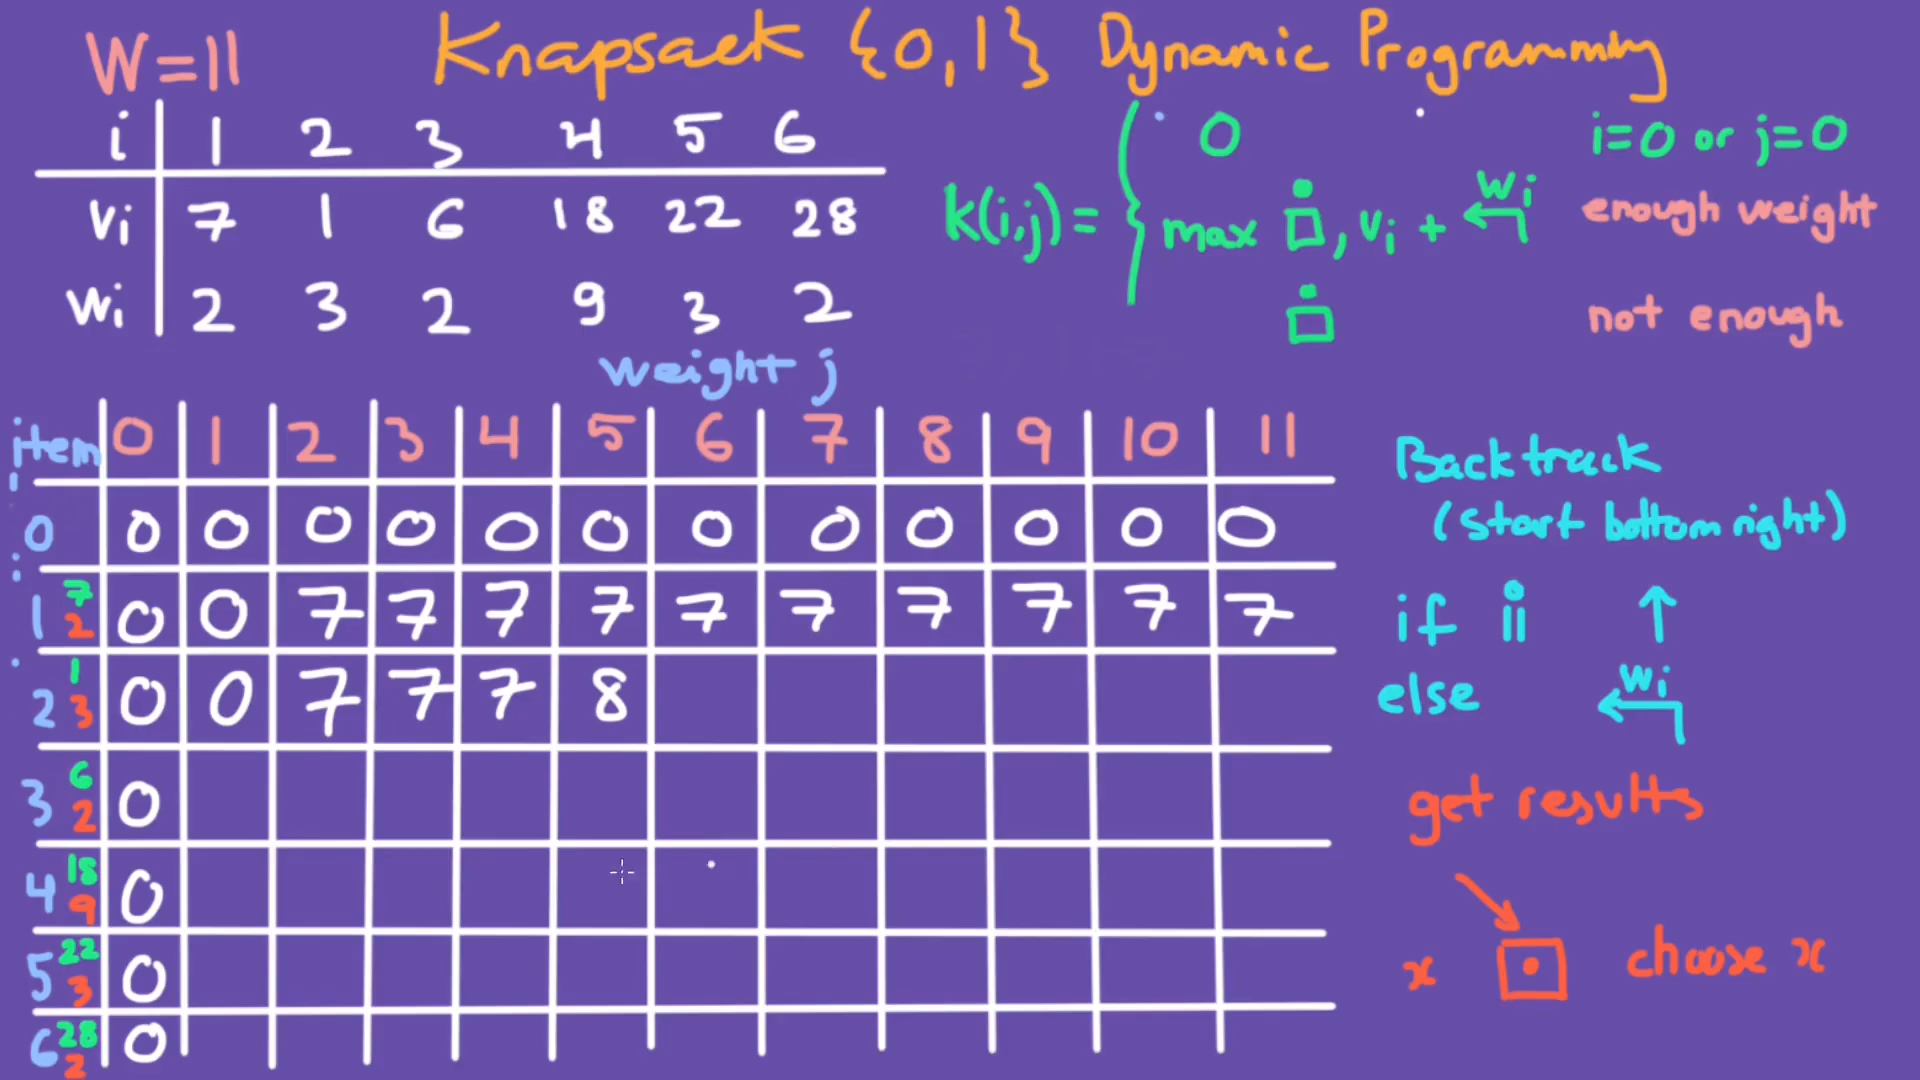 W=11 Knapsack {0,1} Dynamic Programming
i 1 2 3 4 5 6
vi 7 1 6 18 22 28
wi 2 3 2 9 3 2
k(i,j) = { 0 i=0 or j=0
max □, vi + ← wi enough weight
□ not enough
weight j
item i 0 1 2 3 4 5 6 7 8 9 10 11
0 0 0 0 0 0 0 0 0 0 0 0 0
1 7 2 0 0 7 7 7 7 7 7 7 7 7 7
2 1 3 0 0 7 7 7 8
3 6 2 0
4 18 9 0
5 22 3 0
6 28 2 0
Backtrack
(start bottom right)
if ↑
else ← wi
get results
x choose x